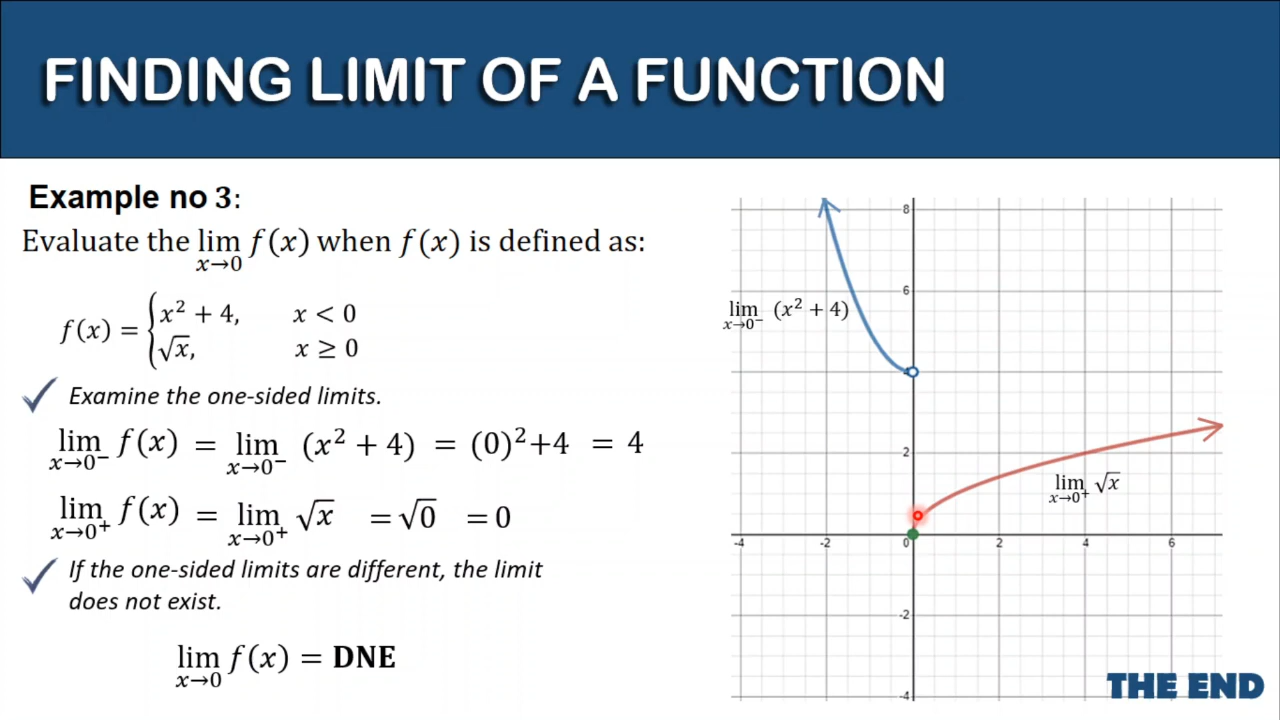 FINDING LIMIT OF A FUNCTION
Example no 3:
Evaluate the lim f(x) when f(x) is defined as:
x→0
f(x) = { x² + 4, x < 0
√x, x ≥ 0
Examine the one-sided limits.
lim f(x) = lim (x² + 4) = (0)²+4 = 4
x→0⁻ x→0⁻
lim f(x) = lim √x =√0 =0
x→0⁺ x→0⁺
If the one-sided limits are different, the limit
does not exist.
lim f(x) = DNE
x→0
8
6
lim (x² + 4)
x→0⁻
2
lim √x
x→0⁺
-4 -2 0 2 4 6
-2
-4
THE END